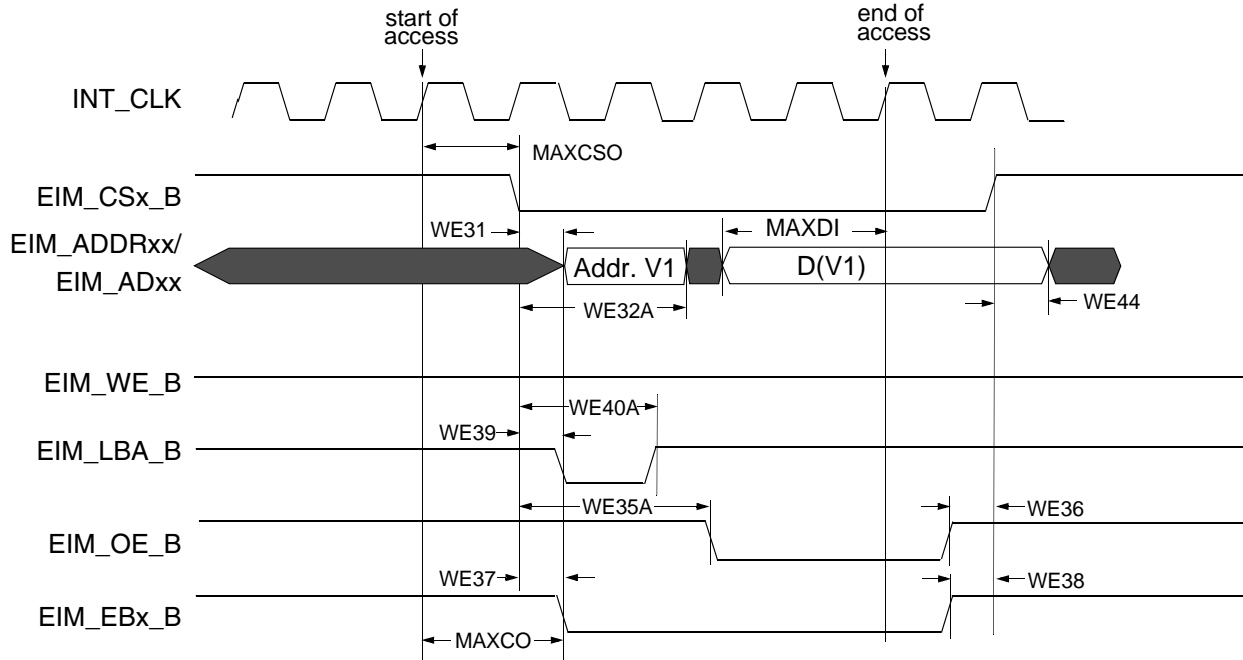 start of
access
end of
access
INT_CLK
MAXCSO
EIM_CSx_B
WE31
MAXDI
EIM_ADDRxx/
EIM_ADxx
Addr. V1
D(V1)
WE32A
WE44
EIM_WE_B
WE40A
WE39
EIM_LBA_B
WE35A
WE36
EIM_OE_B
WE37
WE38
EIM_EBx_B
MAXCO